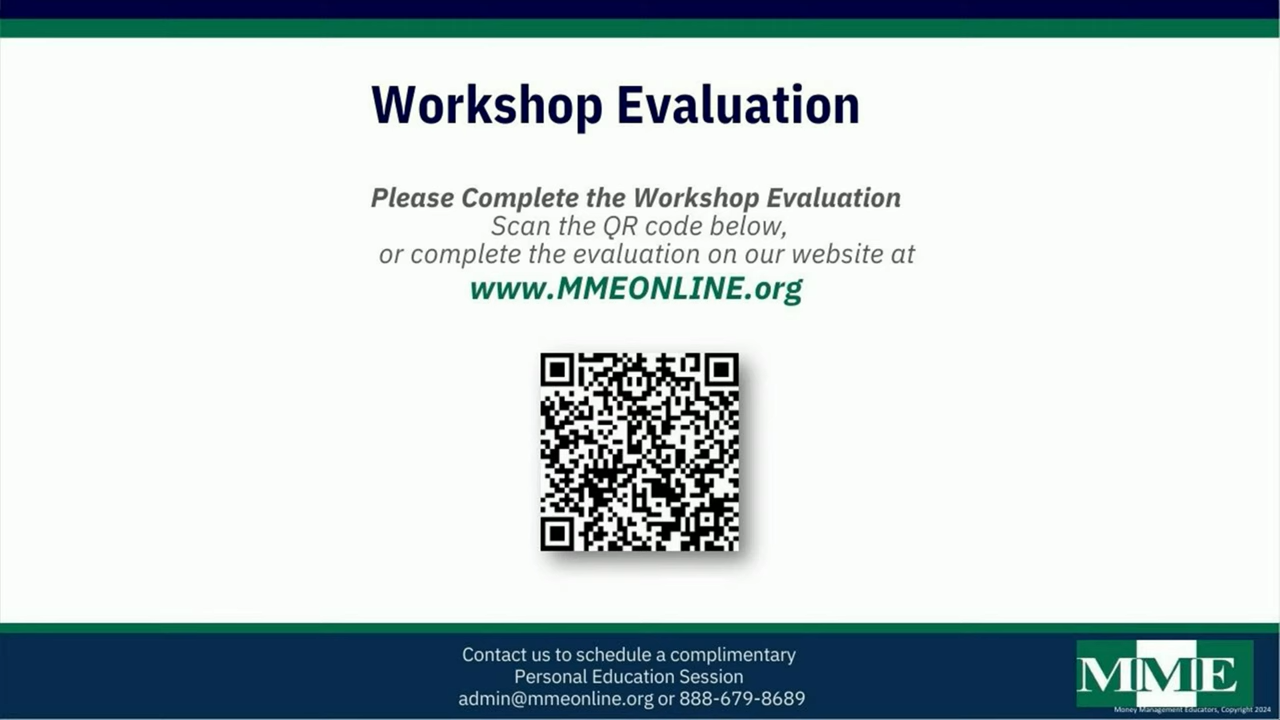 Workshop Evaluation
Please Complete the Workshop Evaluation
Scan the QR code below,
or complete the evaluation on our website at
www.MMEONLINE.org
Contact us to schedule a complimentary
Personal Education Session
admin@mmeonline.org or 888-679-8689
MME
Money Management Educators, Copyright 2024